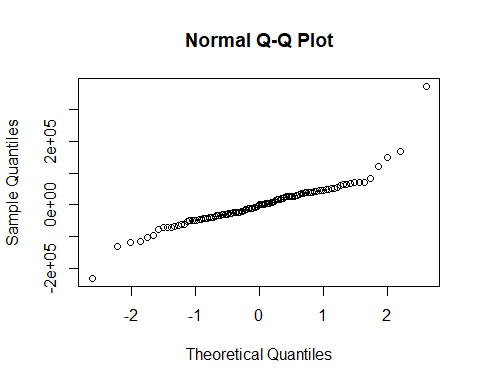 Normal Q-Q Plot
Sample Quantiles
2e+05
0e+00
-2e+05
-2 -1 0 1 2
Theoretical Quantiles